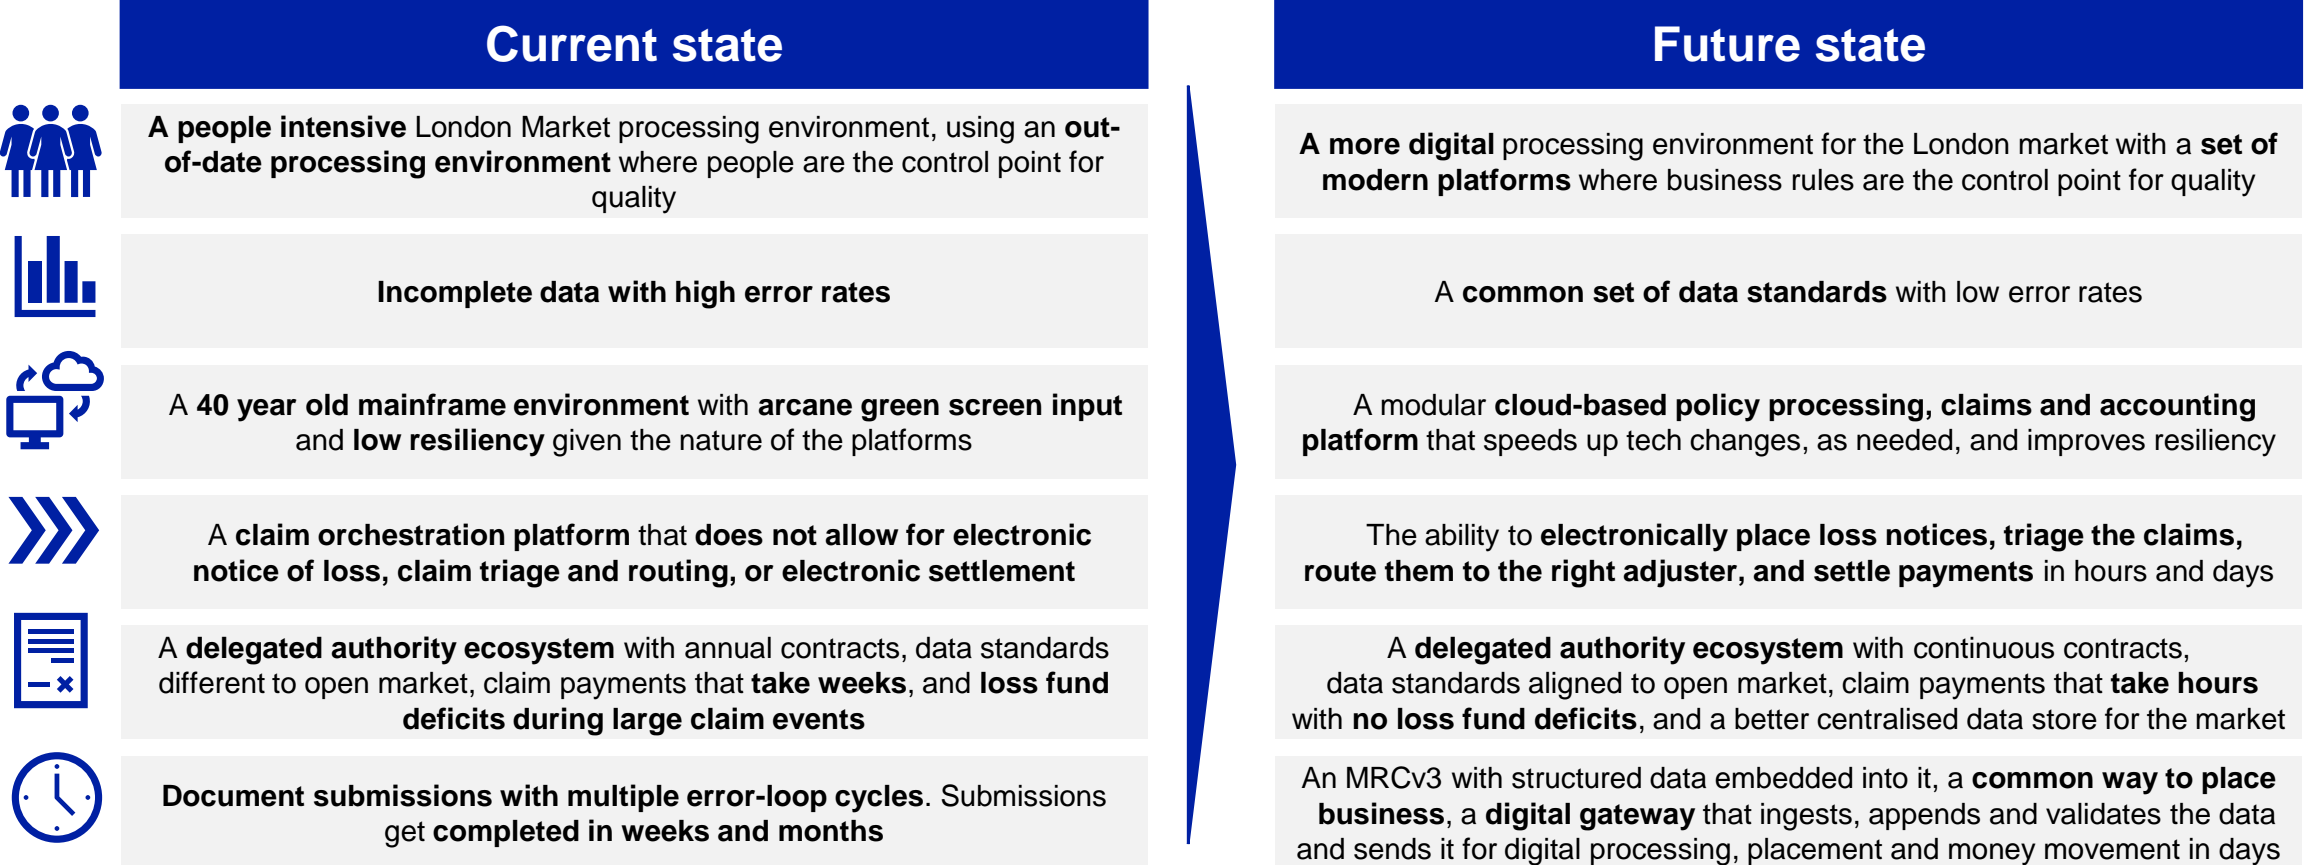 Current state
Future state
A people intensive London Market processing environment, using an out-
of-date processing environment where people are the control point for
quality
A more digital processing environment for the London market with a set of
modern platforms where business rules are the control point for quality
Incomplete data with high error rates
A common set of data standards with low error rates
A 40 year old mainframe environment with arcane green screen input
and low resiliency given the nature of the platforms
A modular cloud-based policy processing, claims and accounting
platform that speeds up tech changes, as needed, and improves resiliency
A claim orchestration platform that does not allow for electronic
notice of loss, claim triage and routing, or electronic settlement
The ability to electronically place loss notices, triage the claims,
route them to the right adjuster, and settle payments in hours and days
A delegated authority ecosystem with annual contracts, data standards
different to open market, claim payments that take weeks, and loss fund
deficits during large claim events
A delegated authority ecosystem with continuous contracts,
data standards aligned to open market, claim payments that take hours
with no loss fund deficits, and a better centralised data store for the market
Document submissions with multiple error-loop cycles. Submissions
get completed in weeks and months
An MRCv3 with structured data embedded into it, a common way to place
business, a digital gateway that ingests, appends and validates the data
and sends it for digital processing, placement and money movement in days